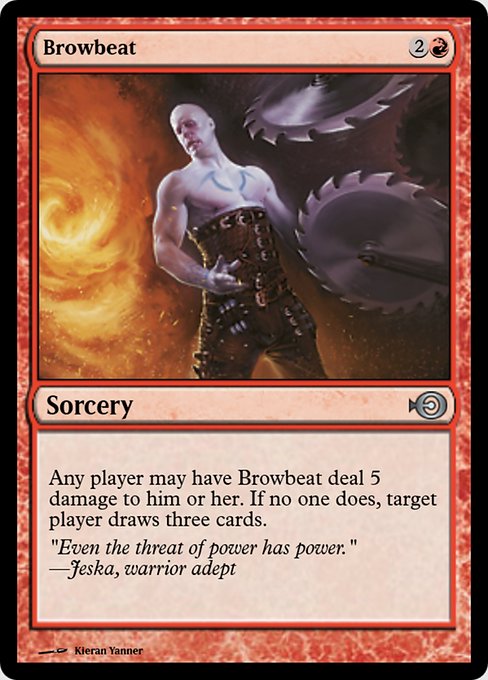 Browbeat 2
Sorcery
Any player may have Browbeat deal 5
damage to him or her. If no one does, target
player draws three cards.
"Even the threat of power has power."
—Jeska, warrior adept
Kieran Yanner